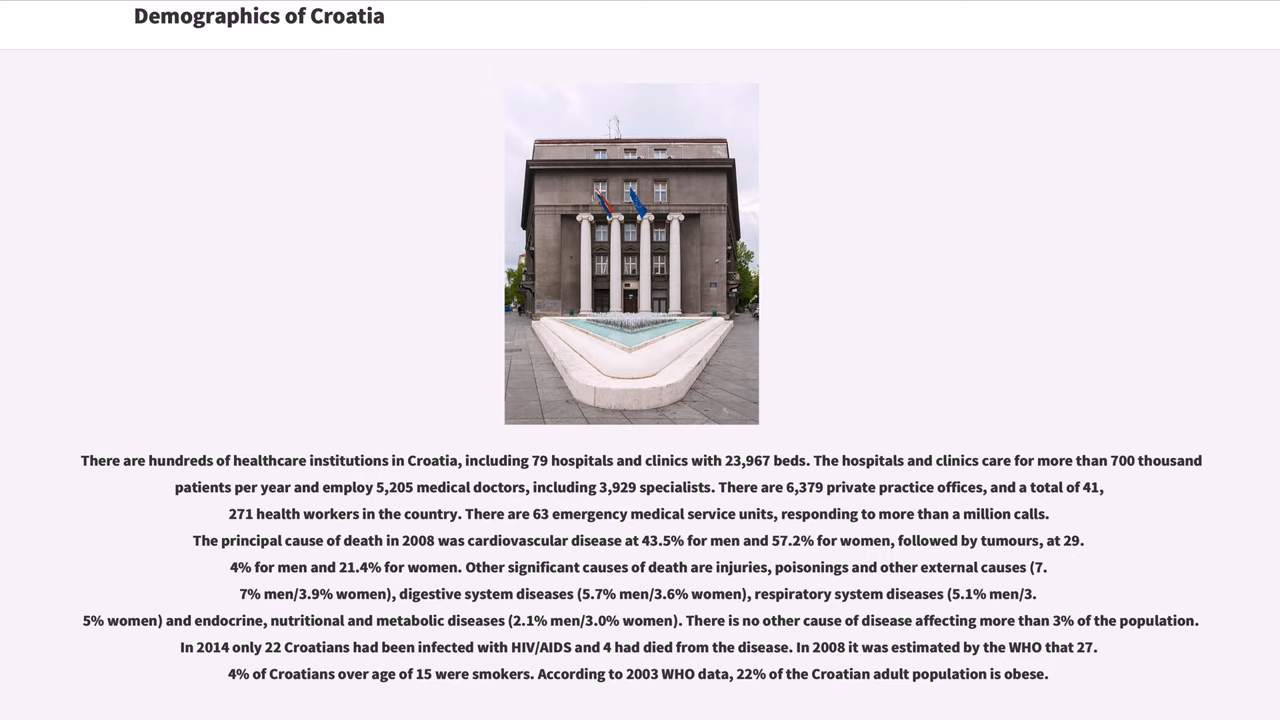 Demographics of Croatia
There are hundreds of healthcare institutions in Croatia, including 79 hospitals and clinics with 23,967 beds. The hospitals and clinics care for more than 700 thousand
patients per year and employ 5,205 medical doctors, including 3,929 specialists. There are 6,379 private practice offices, and a total of 41,
271 health workers in the country. There are 63 emergency medical service units, responding to more than a million calls.
The principal cause of death in 2008 was cardiovascular disease at 43.5% for men and 57.2% for women, followed by tumours, at 29.
4% for men and 21.4% for women. Other significant causes of death are injuries, poisonings and other external causes (7.
7% men/3.9% women), digestive system diseases (5.7% men/3.6% women), respiratory system diseases (5.1% men/3.
5% women) and endocrine, nutritional and metabolic diseases (2.1% men/3.0% women). There is no other cause of disease affecting more than 3% of the population.
In 2014 only 22 Croatians had been infected with HIV/AIDS and 4 had died from the disease. In 2008 it was estimated by the WHO that 27.
4% of Croatians over age of 15 were smokers. According to 2003 WHO data, 22% of the Croatian adult population is obese.